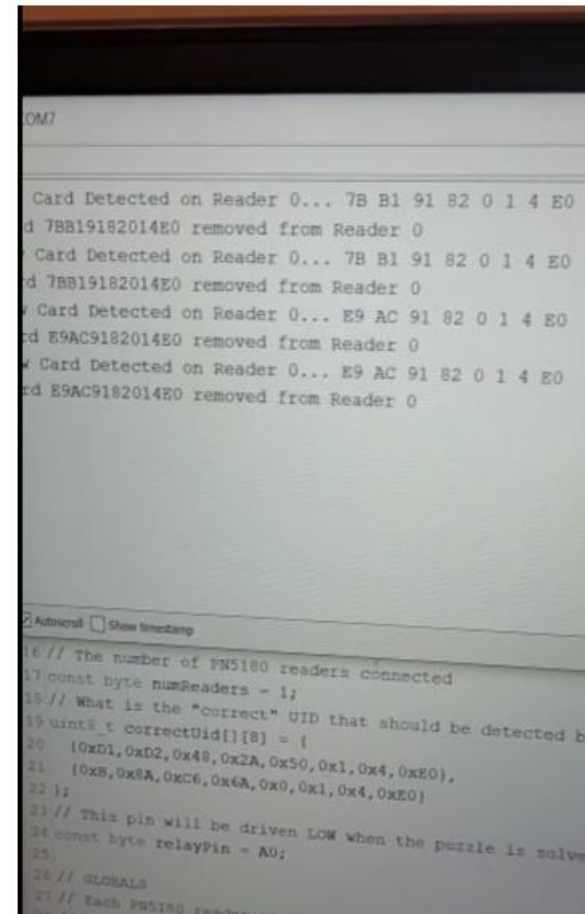 COM7
Card Detected on Reader 0... 7B B1 91 82 0 1 4 E0
d 7BB19182014E0 removed from Reader 0
Card Detected on Reader 0... 7B B1 91 82 0 1 4 E0
rd 7BB19182014E0 removed from Reader 0
w Card Detected on Reader 0... E9 AC 91 82 0 1 4 E0
rd E9AC9182014E0 removed from Reader 0
w Card Detected on Reader 0... E9 AC 91 82 0 1 4 E0
rd E9AC9182014E0 removed from Reader 0
Autoscroll Show timestamp
16 // The number of PN5180 readers connected
17 const byte numReaders = 1;
18 // What is the "correct" UID that should be detected b
19 uint8_t correctUid[][8] = {
20 {0xD1,0xD2,0x48,0x2A,0x50,0x1,0x4,0xE0},
21 {0xB,0x8A,0xC6,0x6A,0x0,0x1,0x4,0xE0}
22 };
23 // This pin will be driven LOW when the puzzle is solve
24 const byte relayPin = A0;
25
26 // GLOBALS
27 // Each PN5180 reader